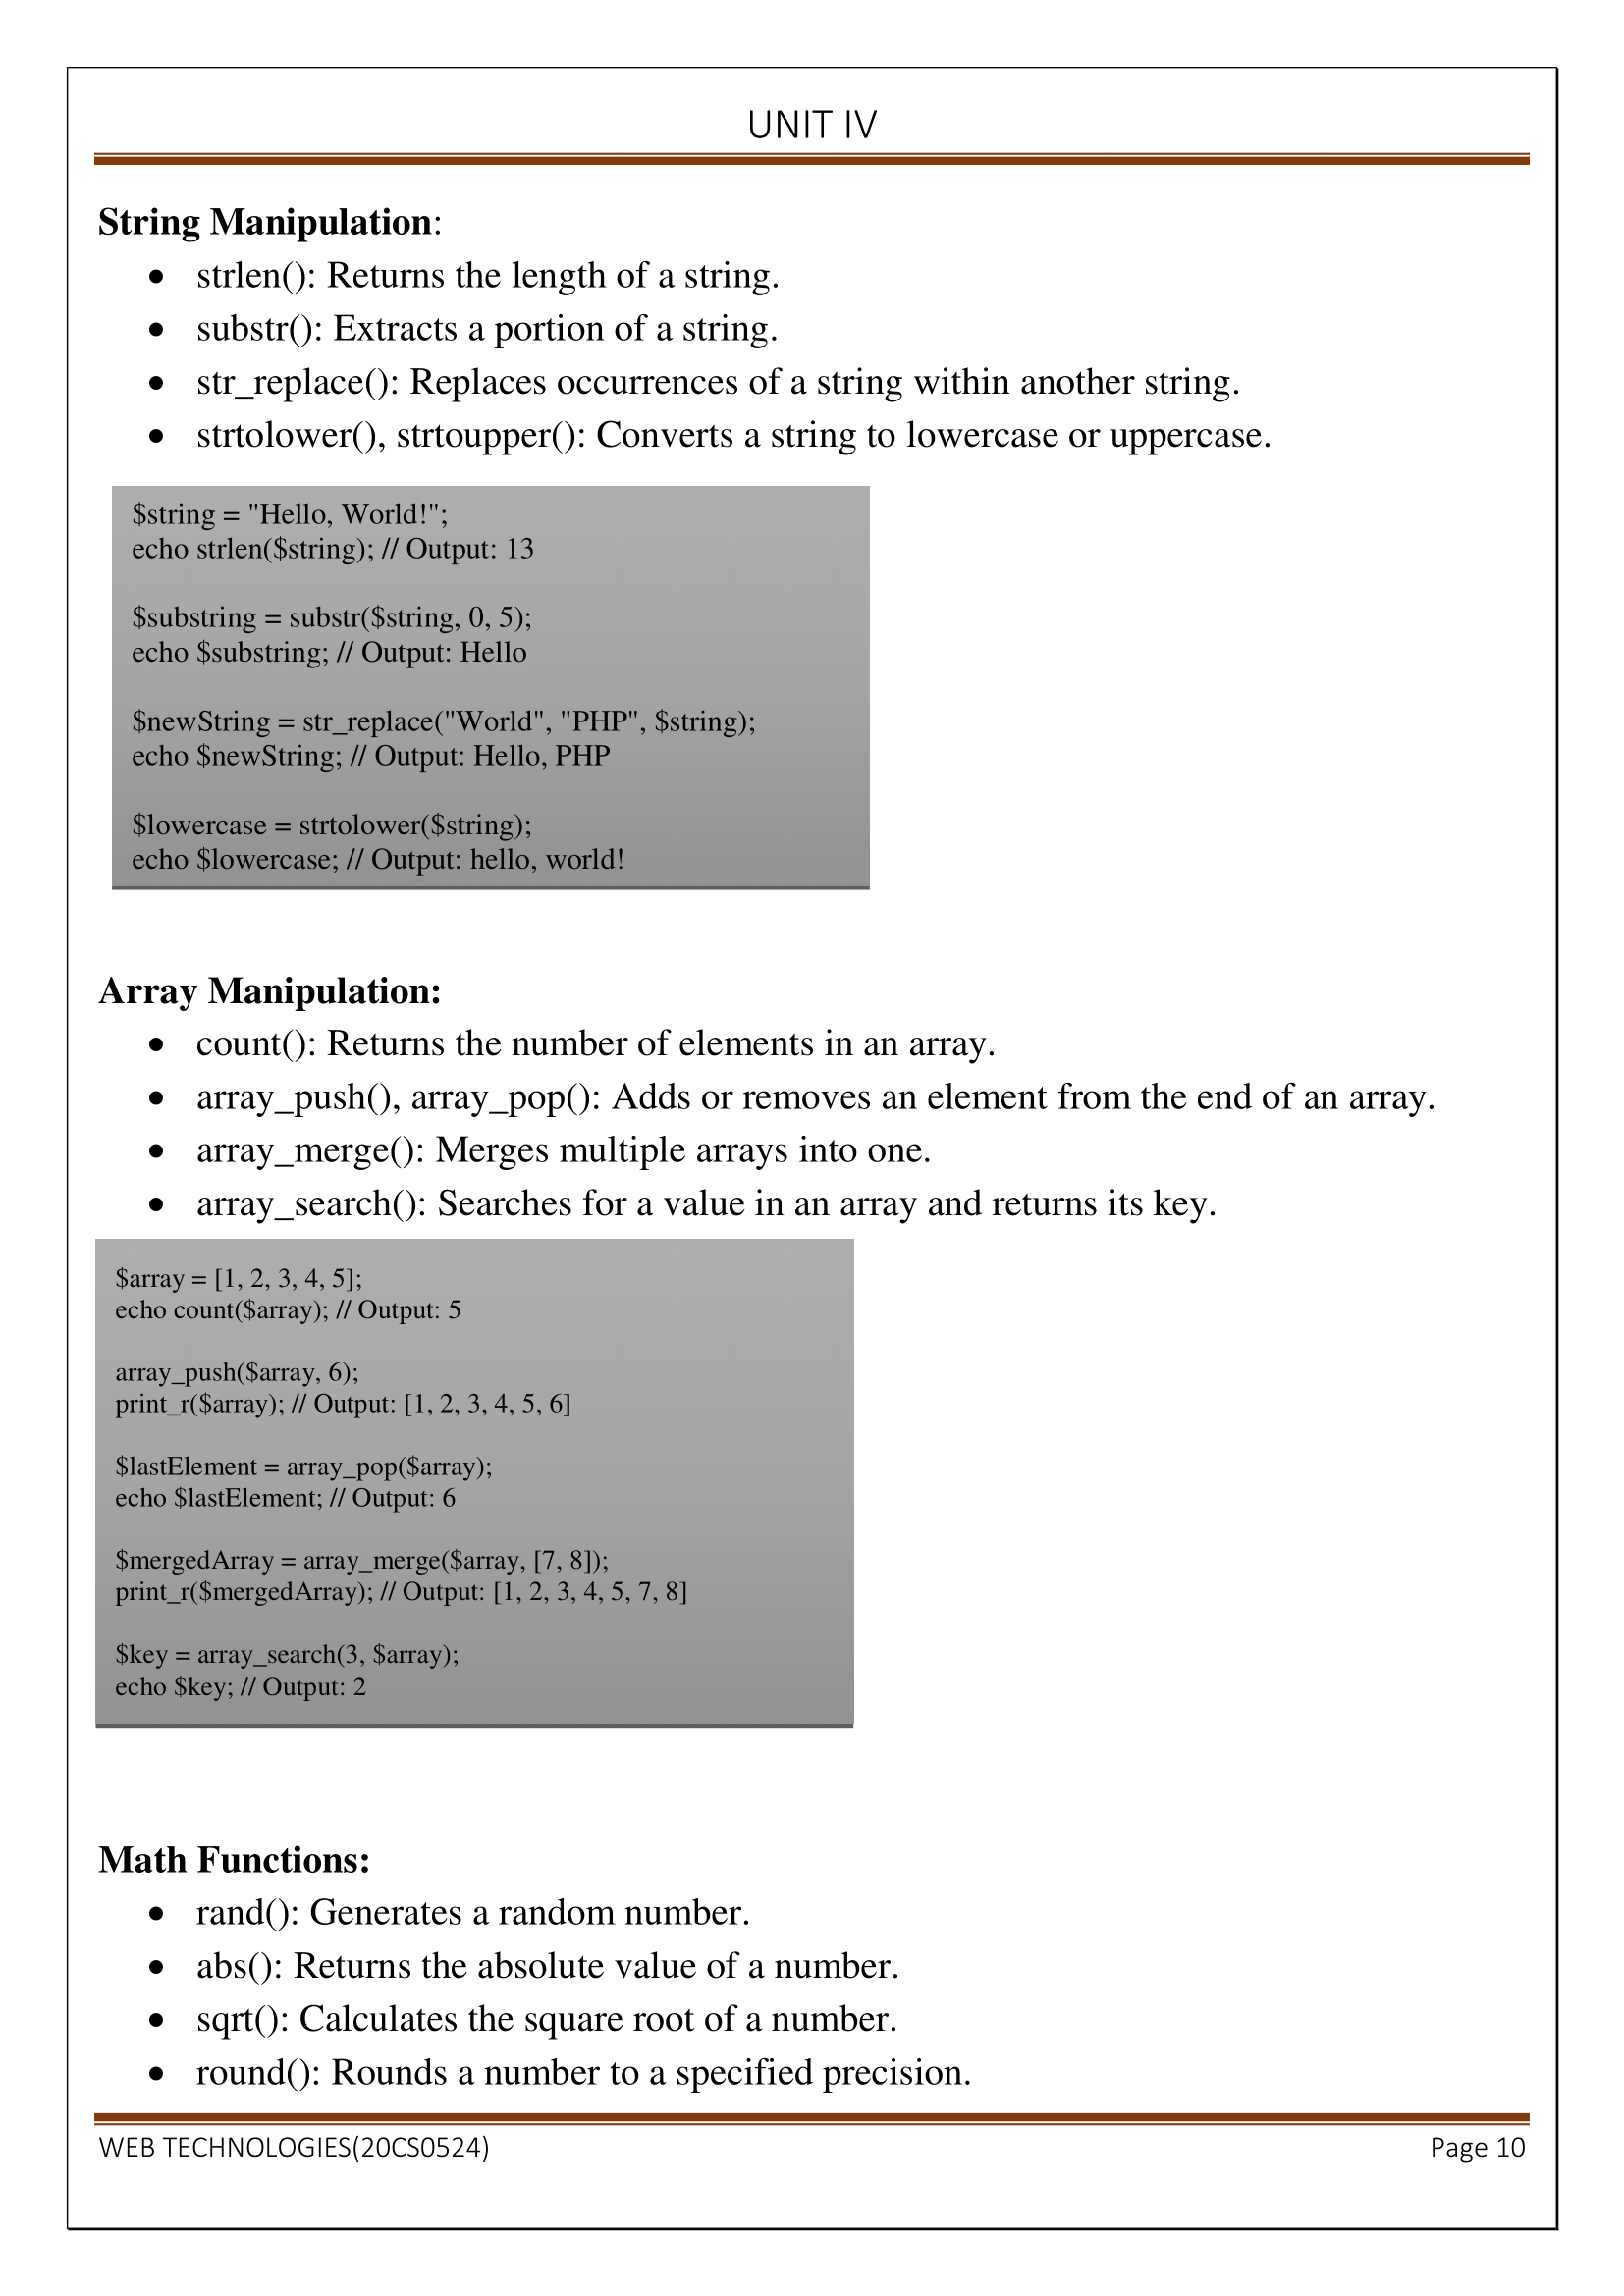 UNIT IV
String Manipulation:
• strlen(): Returns the length of a string.
• substr(): Extracts a portion of a string.
• str_replace(): Replaces occurrences of a string within another string.
• strtolower(), strtoupper(): Converts a string to lowercase or uppercase.
$string = "Hello, World!";
echo strlen($string); // Output: 13
$substring = substr($string, 0, 5);
echo $substring; // Output: Hello
$newString = str_replace("World", "PHP", $string);
echo $newString; // Output: Hello, PHP
$lowercase = strtolower($string);
echo $lowercase; // Output: hello, world!
Array Manipulation:
• count(): Returns the number of elements in an array.
• array_push(), array_pop(): Adds or removes an element from the end of an array.
• array_merge(): Merges multiple arrays into one.
• array_search(): Searches for a value in an array and returns its key.
$array = [1, 2, 3, 4, 5];
echo count($array); // Output: 5
array_push($array, 6);
print_r($array); // Output: [1, 2, 3, 4, 5, 6]
$lastElement = array_pop($array);
echo $lastElement; // Output: 6
$mergedArray = array_merge($array, [7, 8]);
print_r($mergedArray); // Output: [1, 2, 3, 4, 5, 7, 8]
$key = array_search(3, $array);
echo $key; // Output: 2
Math Functions:
• rand(): Generates a random number.
• abs(): Returns the absolute value of a number.
• sqrt(): Calculates the square root of a number.
• round(): Rounds a number to a specified precision.
WEB TECHNOLOGIES(20CS0524) Page 10